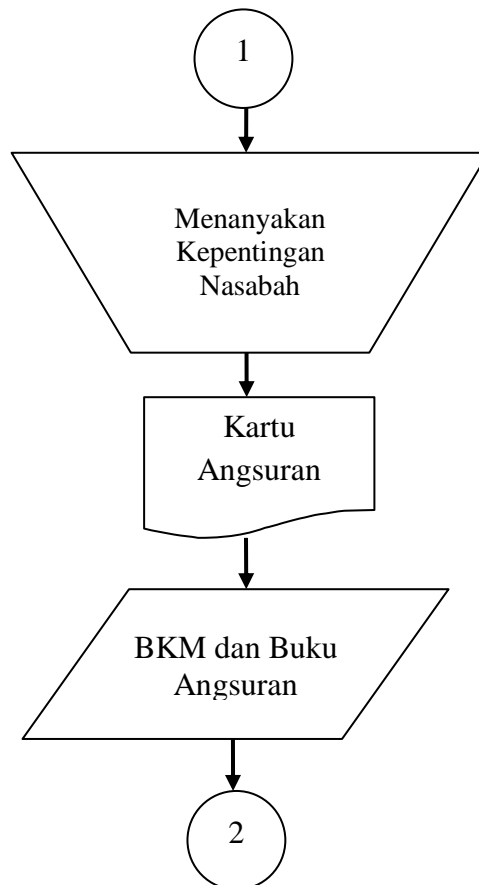 1
Menanyakan
Kepentingan
Nasabah
Kartu
Angsuran
BKM dan Buku
Angsuran
2